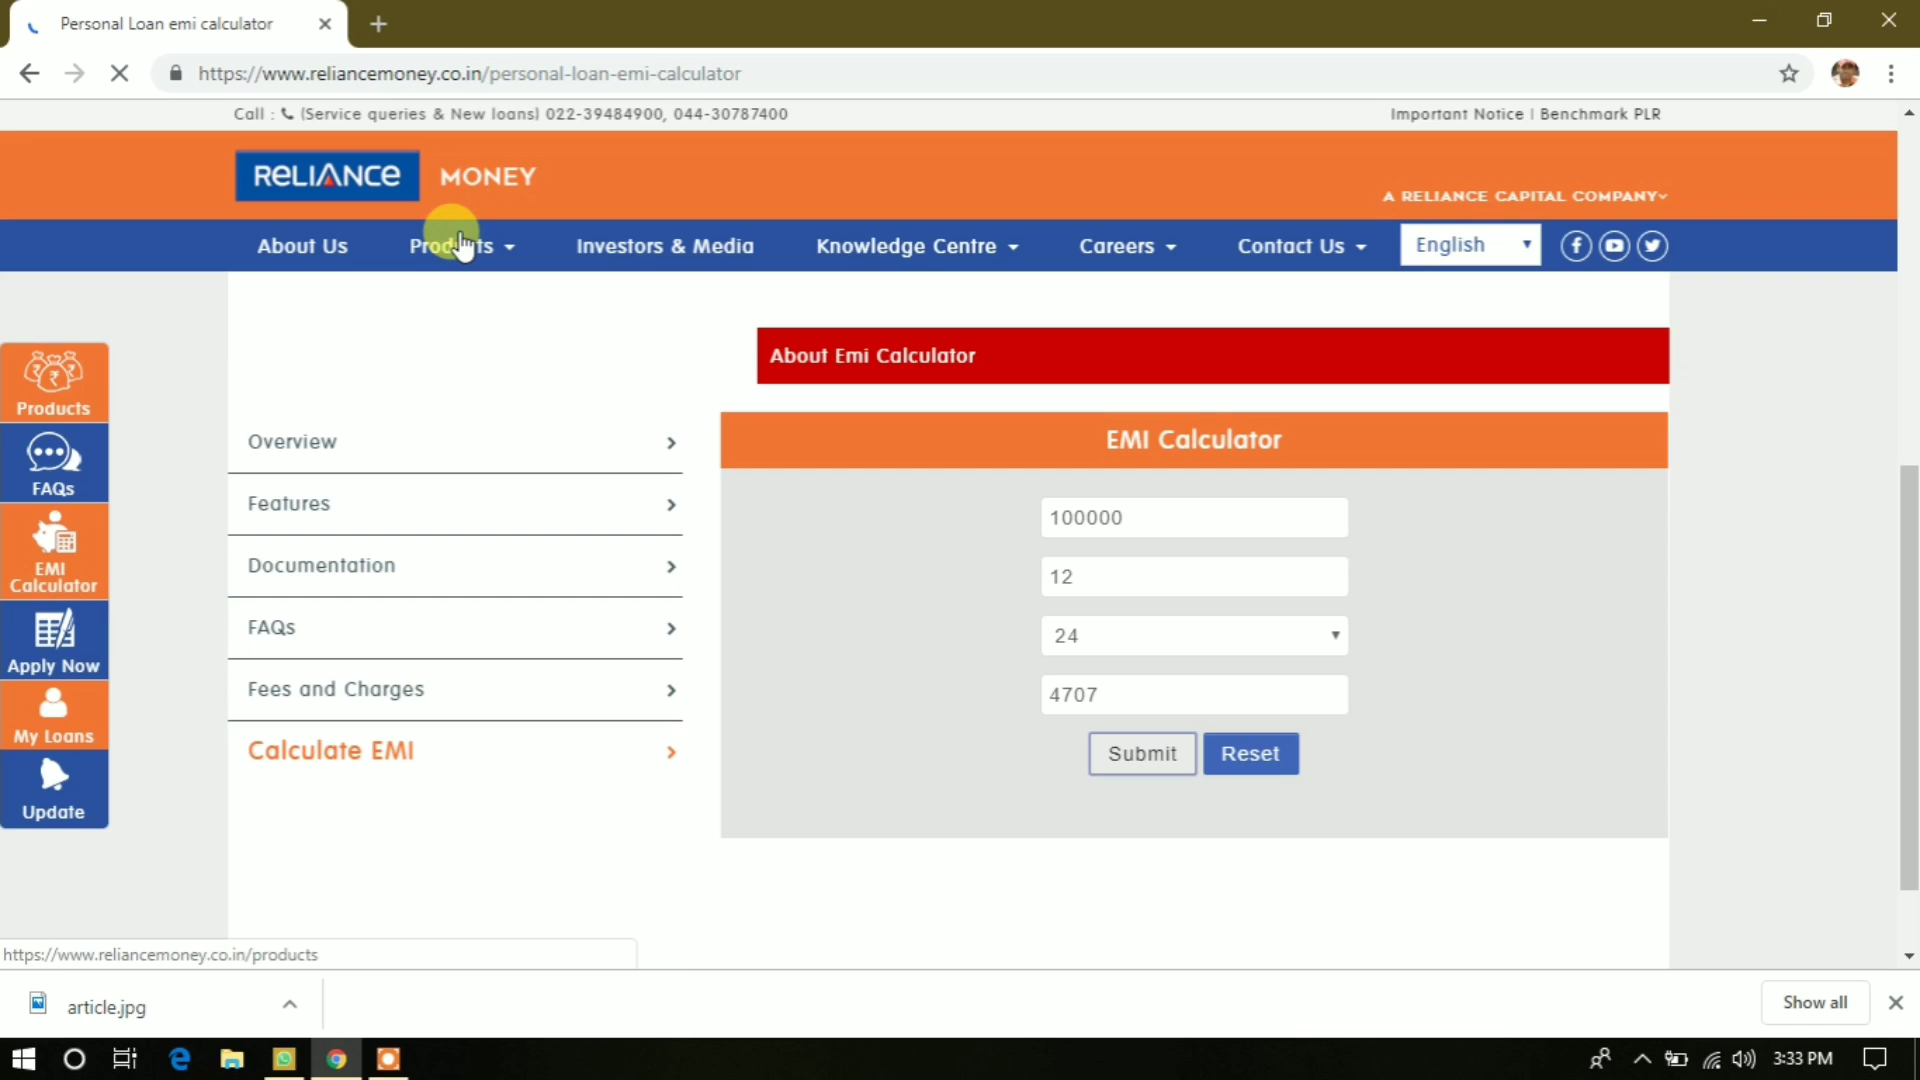 Personal Loan emi calculator
https://www.reliancemoney.co.in/personal-loan-emi-calculator
Call : (Service queries & New loans) 022-39484900, 044-30787400
Important Notice | Benchmark PLR
RELIANCE MONEY
A RELIANCE CAPITAL COMPANY
About Us
Products
Investors & Media
Knowledge Centre
Careers
Contact Us
English
About Emi Calculator
Products
FAQs
EMI
Calculator
Apply Now
My Loans
Update
Overview
Features
Documentation
FAQs
Fees and Charges
Calculate EMI
EMI Calculator
100000
12
24
4707
Submit
Reset
https://www.reliancemoney.co.in/products
article.jpg
Show all
3:33 PM